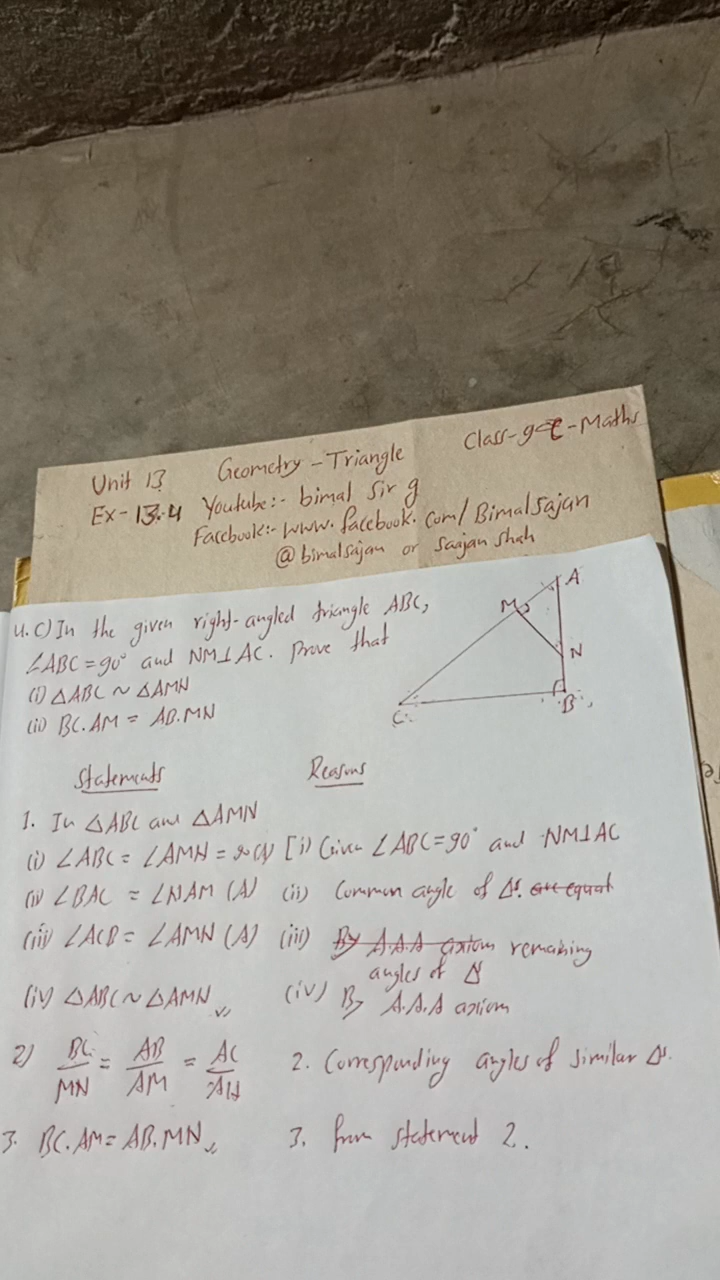 Unit 13 Geometry - Triangle Class-9 - Maths
Ex - 13.4 Youtube:- bimal Sir g
Facebook:- www.facebook.com/Bimalsajan
@bimalsajan or Saajan Shah
4.c) In the given right-angled triangle ABC,
∠ABC = 90° and NM⊥AC. Prove that
(i) △ABC ~ △AMN
(ii) BC.AM = AB.MN
A
M
N
C
B
Statements Reasons
1. In △ABC and △AMN
(i) ∠ABC = ∠AMN = 90 (A) [i) Given ∠ABC=90° and NM⊥AC
(ii) ∠BAC = ∠NAM (A) (ii) Common angle of △s. are equal
(iii) ∠ACB = ∠AMN (A) (iii) By A.A.A axiom remaining
angles of △s
(iv) △ABC ~ △AMN (iv) By A.A.A axiom
2) BC/MN = AB/AM = AC/AN 2. Corresponding angles of similar △s.
3. BC.AM = AB.MN 3. from statement 2.